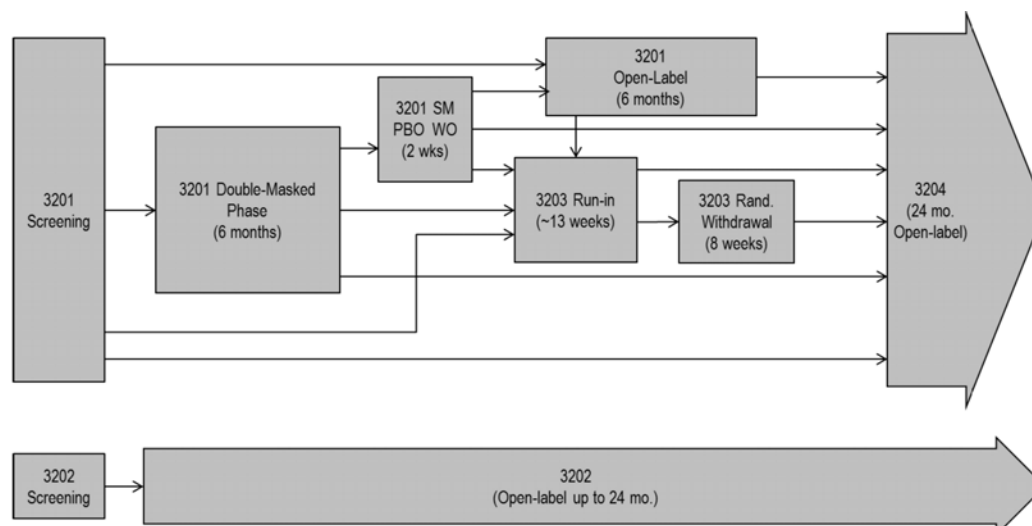 3201
Screening
3201 Double-Masked
Phase
(6 months)
3201 SM
PBO WO
(2 wks)
3201
Open-Label
(6 months)
3203 Run-in
(~13 weeks)
3203 Rand.
Withdrawal
(8 weeks)
3204
(24 mo.
Open-label)
3202
Screening
3202
(Open-label up to 24 mo.)